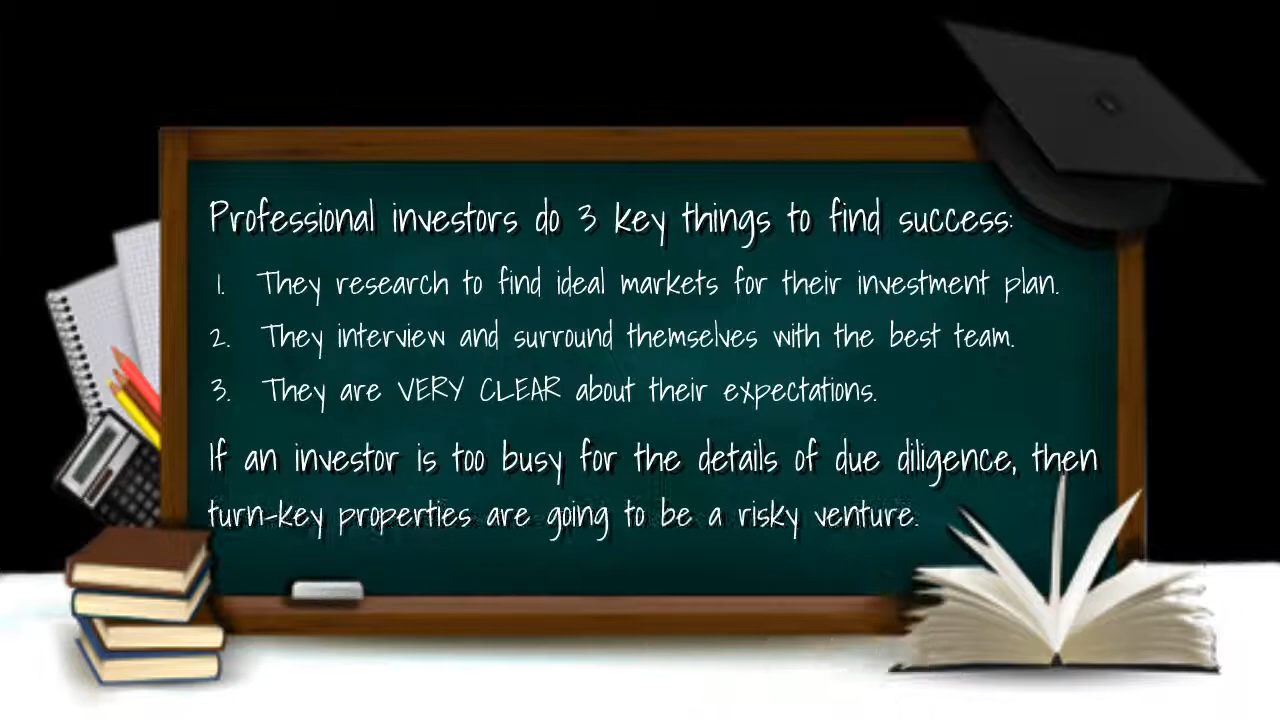 Professional investors do 3 key things to find success:
1. They research to find ideal markets for their investment plan.
2. They interview and surround themselves with the best team.
3. They are VERY CLEAR about their expectations.
If an investor is too busy for the details of due diligence, then
turn-key properties are going to be a risky venture.